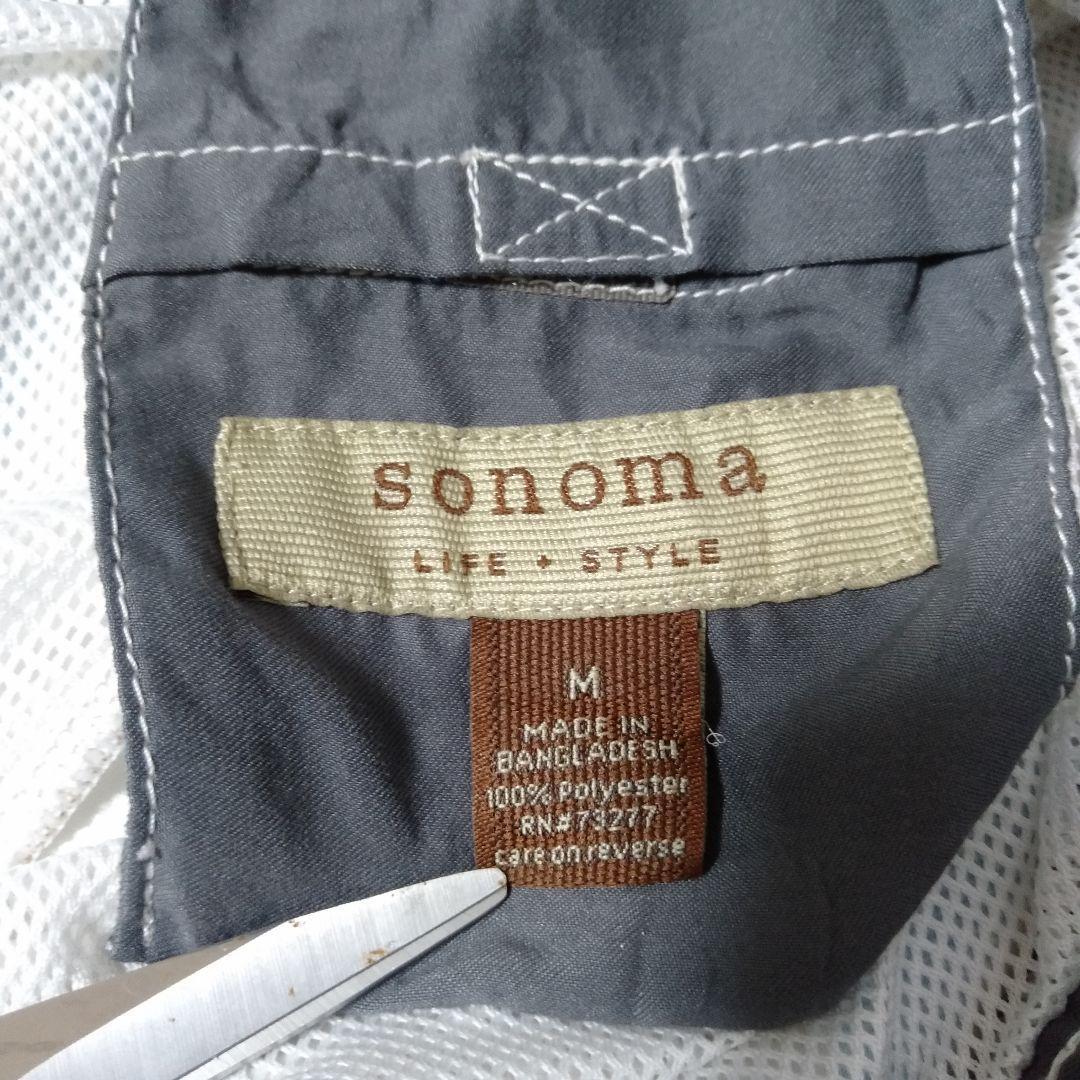 sonoma
LIFE + STYLE
M
MADE IN
BANGLADESH
100% Polyester
RN#73277
care on reverse